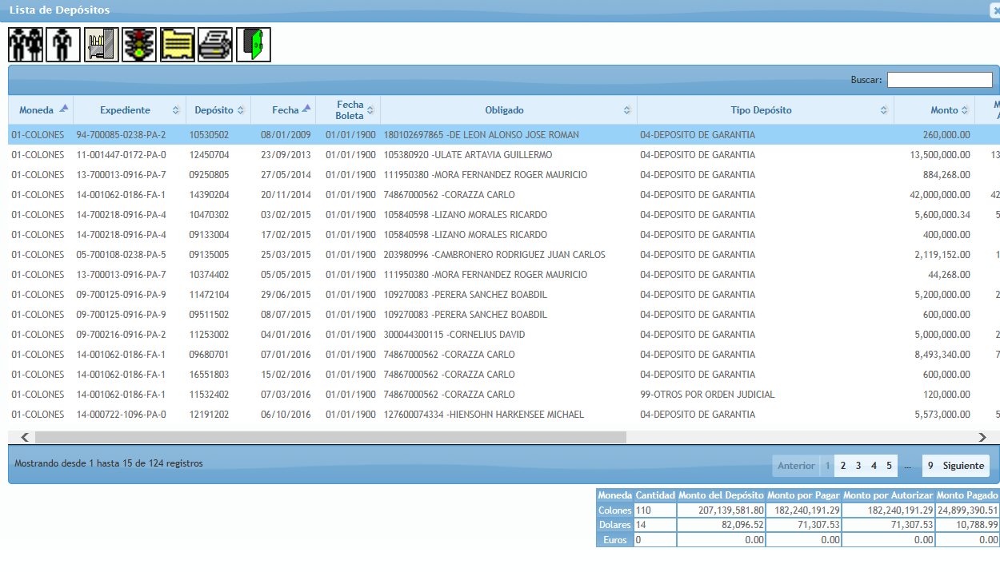 Lista de Depósitos
Buscar:
Moneda Expediente Depósito Fecha Fecha Boleta Obligado Tipo Depósito Monto M A
01-COLONES 94-700085-0238-PA-2 10530502 08/01/2009 01/01/1900 180102697865 -DE LEON ALONSO JOSE ROMAN 04-DEPOSITO DE GARANTIA 260,000.00
01-COLONES 11-001447-0172-PA-0 12450704 23/09/2013 01/01/1900 105380920 -ULATE ARTAVIA GUILLERMO 04-DEPOSITO DE GARANTIA 13,500,000.00 13
01-COLONES 13-700013-0916-PA-7 09250805 27/05/2014 01/01/1900 111950380 -MORA FERNANDEZ ROGER MAURICIO 04-DEPOSITO DE GARANTIA 884,268.00
01-COLONES 14-001062-0186-FA-1 14390204 20/11/2014 01/01/1900 74867000562 -CORAZZA CARLO 04-DEPOSITO DE GARANTIA 42,000,000.00 42
01-COLONES 14-700218-0916-PA-4 10470302 03/02/2015 01/01/1900 105840598 -LIZANO MORALES RICARDO 04-DEPOSITO DE GARANTIA 5,600,000.34 5
01-COLONES 14-700218-0916-PA-4 09133004 17/02/2015 01/01/1900 105840598 -LIZANO MORALES RICARDO 04-DEPOSITO DE GARANTIA 400,000.00
01-COLONES 05-700108-0238-PA-5 09135005 25/03/2015 01/01/1900 203980996 -CAMBRONERO RODRIGUEZ JUAN CARLOS 04-DEPOSITO DE GARANTIA 2,119,152.00 1
01-COLONES 13-700013-0916-PA-7 10374402 05/05/2015 01/01/1900 111950380 -MORA FERNANDEZ ROGER MAURICIO 04-DEPOSITO DE GARANTIA 44,268.00
01-COLONES 09-700125-0916-PA-9 11472104 29/06/2015 01/01/1900 109270083 -PERERA SANCHEZ BOABDIL 04-DEPOSITO DE GARANTIA 5,200,000.00 2
01-COLONES 09-700125-0916-PA-9 09511502 08/07/2015 01/01/1900 109270083 -PERERA SANCHEZ BOABDIL 04-DEPOSITO DE GARANTIA 600,000.00
01-COLONES 09-700216-0916-PA-2 11253002 04/01/2016 01/01/1900 300044300115 -CORNELIUS DAVID 04-DEPOSITO DE GARANTIA 5,000,000.00 2
01-COLONES 14-001062-0186-FA-1 09680701 07/01/2016 01/01/1900 74867000562 -CORAZZA CARLO 04-DEPOSITO DE GARANTIA 8,493,340.00 7
01-COLONES 14-001062-0186-FA-1 16551803 15/02/2016 01/01/1900 74867000562 -CORAZZA CARLO 04-DEPOSITO DE GARANTIA 600,000.00
01-COLONES 14-001062-0186-FA-1 11532402 07/03/2016 01/01/1900 74867000562 -CORAZZA CARLO 99-OTROS POR ORDEN JUDICIAL 120,000.00
01-COLONES 14-000722-1096-PA-0 12191202 06/10/2016 01/01/1900 127600074334 -HIENSOHN HARKENSEE MICHAEL 04-DEPOSITO DE GARANTIA 5,573,000.00 5
Mostrando desde 1 hasta 15 de 124 registros Anterior 1 2 3 4 5 ... 9 Siguiente
Moneda Cantidad Monto del Depósito Monto por Pagar Monto por Autorizar Monto Pagado
Colones 110 207,139,581.80 182,240,191.29 182,240,191.29 24,899,390.51
Dolares 14 82,096.52 71,307.53 71,307.53 10,788.99
Euros 0 0.00 0.00 0.00 0.00